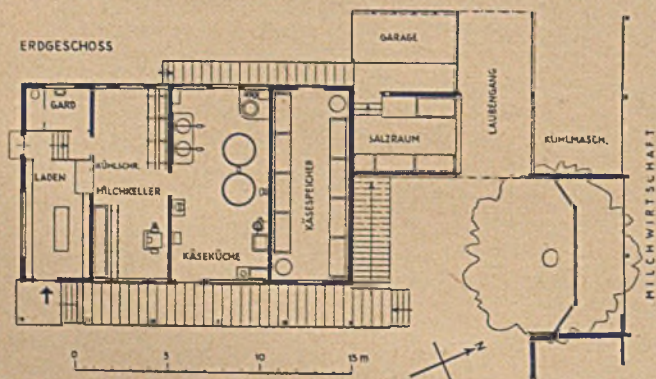 ERDGESCHOSS
GARAGE
GARD
LAUBENGANG
SALZRAUM
KÜHLMASCH.
KÜHLSCHR.
LADEN
MILCHKELLER
KÄSESPEICHER
KÄSEKÜCHE
MILCHWIRTSCHAFT
N
0 5 10 15 m